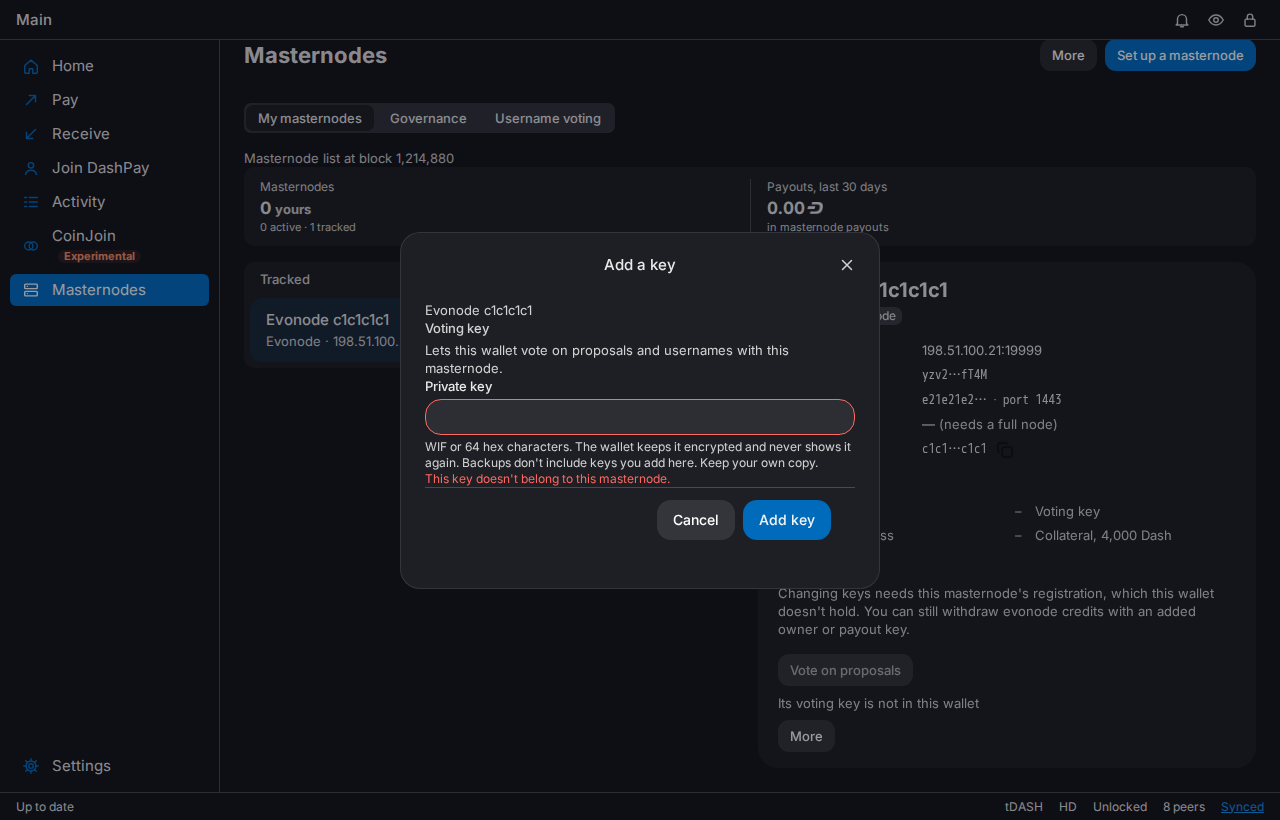 Main
Home
Pay
Receive
Join DashPay
Activity
CoinJoin
Experimental
Masternodes
Settings
Masternodes
More
Set up a masternode
My masternodes
Governance
Username voting
Masternode list at block 1,214,880
Masternodes
0 yours
0 active · 1 tracked
Payouts, last 30 days
0.00
in masternode payouts
Tracked
Evonode c1c1c1c1
Evonode · 198.51.100.
1c1c1c1
ode
198.51.100.21:19999
yzv2···fT4M
e21e21e2··· · port 1443
— (needs a full node)
c1c1···c1c1
– Voting key
ss
– Collateral, 4,000 Dash
Changing keys needs this masternode's registration, which this wallet
doesn't hold. You can still withdraw evonode credits with an added
owner or payout key.
Vote on proposals
Its voting key is not in this wallet
More
Add a key
Evonode c1c1c1c1
Voting key
Lets this wallet vote on proposals and usernames with this
masternode.
Private key
WIF or 64 hex characters. The wallet keeps it encrypted and never shows it
again. Backups don't include keys you add here. Keep your own copy.
This key doesn't belong to this masternode.
Cancel
Add key
Up to date
tDASH
HD
Unlocked
8 peers
Synced